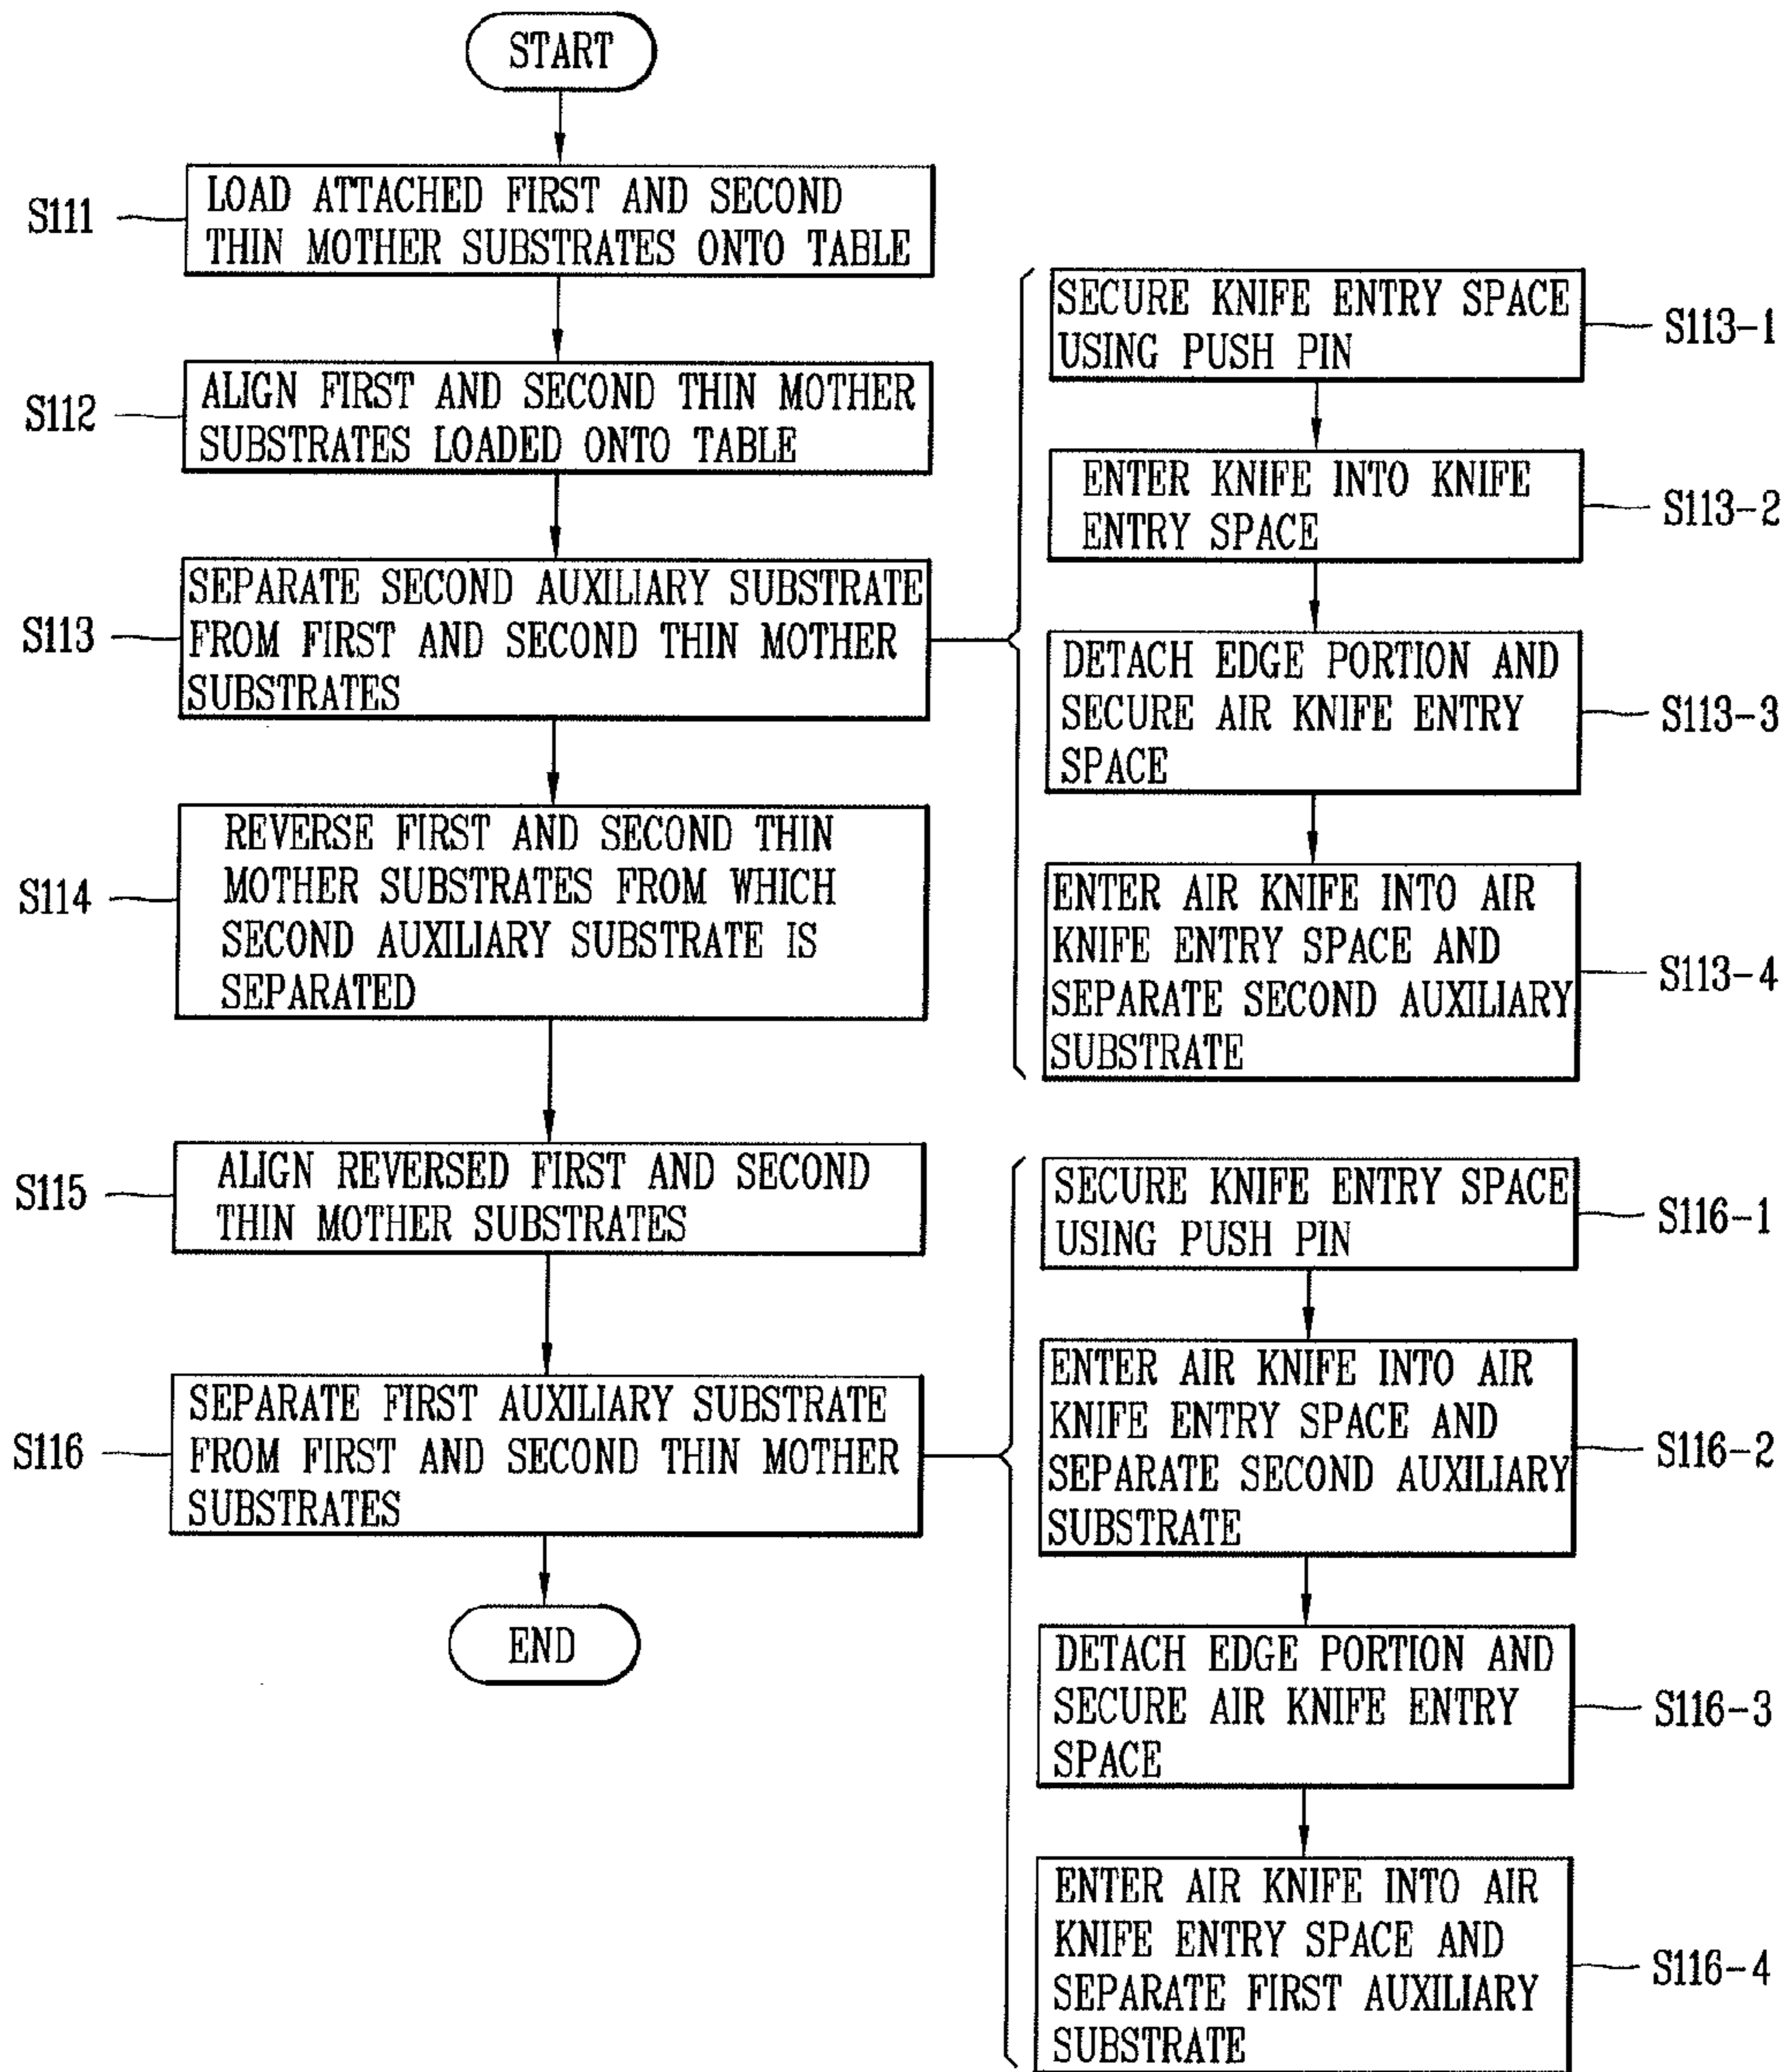 START
S111
LOAD ATTACHED FIRST AND SECOND
THIN MOTHER SUBSTRATES ONTO TABLE
S112
ALIGN FIRST AND SECOND THIN MOTHER
SUBSTRATES LOADED ONTO TABLE
S113
SEPARATE SECOND AUXILIARY SUBSTRATE
FROM FIRST AND SECOND THIN MOTHER
SUBSTRATES
SECURE KNIFE ENTRY SPACE
USING PUSH PIN
S113-1
ENTER KNIFE INTO KNIFE
ENTRY SPACE
S113-2
DETACH EDGE PORTION AND
SECURE AIR KNIFE ENTRY
SPACE
S113-3
ENTER AIR KNIFE INTO AIR
KNIFE ENTRY SPACE AND
SEPARATE SECOND AUXILIARY
SUBSTRATE
S113-4
S114
REVERSE FIRST AND SECOND THIN
MOTHER SUBSTRATES FROM WHICH
SECOND AUXILIARY SUBSTRATE IS
SEPARATED
S115
ALIGN REVERSED FIRST AND SECOND
THIN MOTHER SUBSTRATES
S116
SEPARATE FIRST AUXILIARY SUBSTRATE
FROM FIRST AND SECOND THIN MOTHER
SUBSTRATES
SECURE KNIFE ENTRY SPACE
USING PUSH PIN
S116-1
ENTER AIR KNIFE INTO AIR
KNIFE ENTRY SPACE AND
SEPARATE SECOND AUXILIARY
SUBSTRATE
S116-2
DETACH EDGE PORTION AND
SECURE AIR KNIFE ENTRY
SPACE
S116-3
ENTER AIR KNIFE INTO AIR
KNIFE ENTRY SPACE AND
SEPARATE FIRST AUXILIARY
SUBSTRATE
S116-4
END